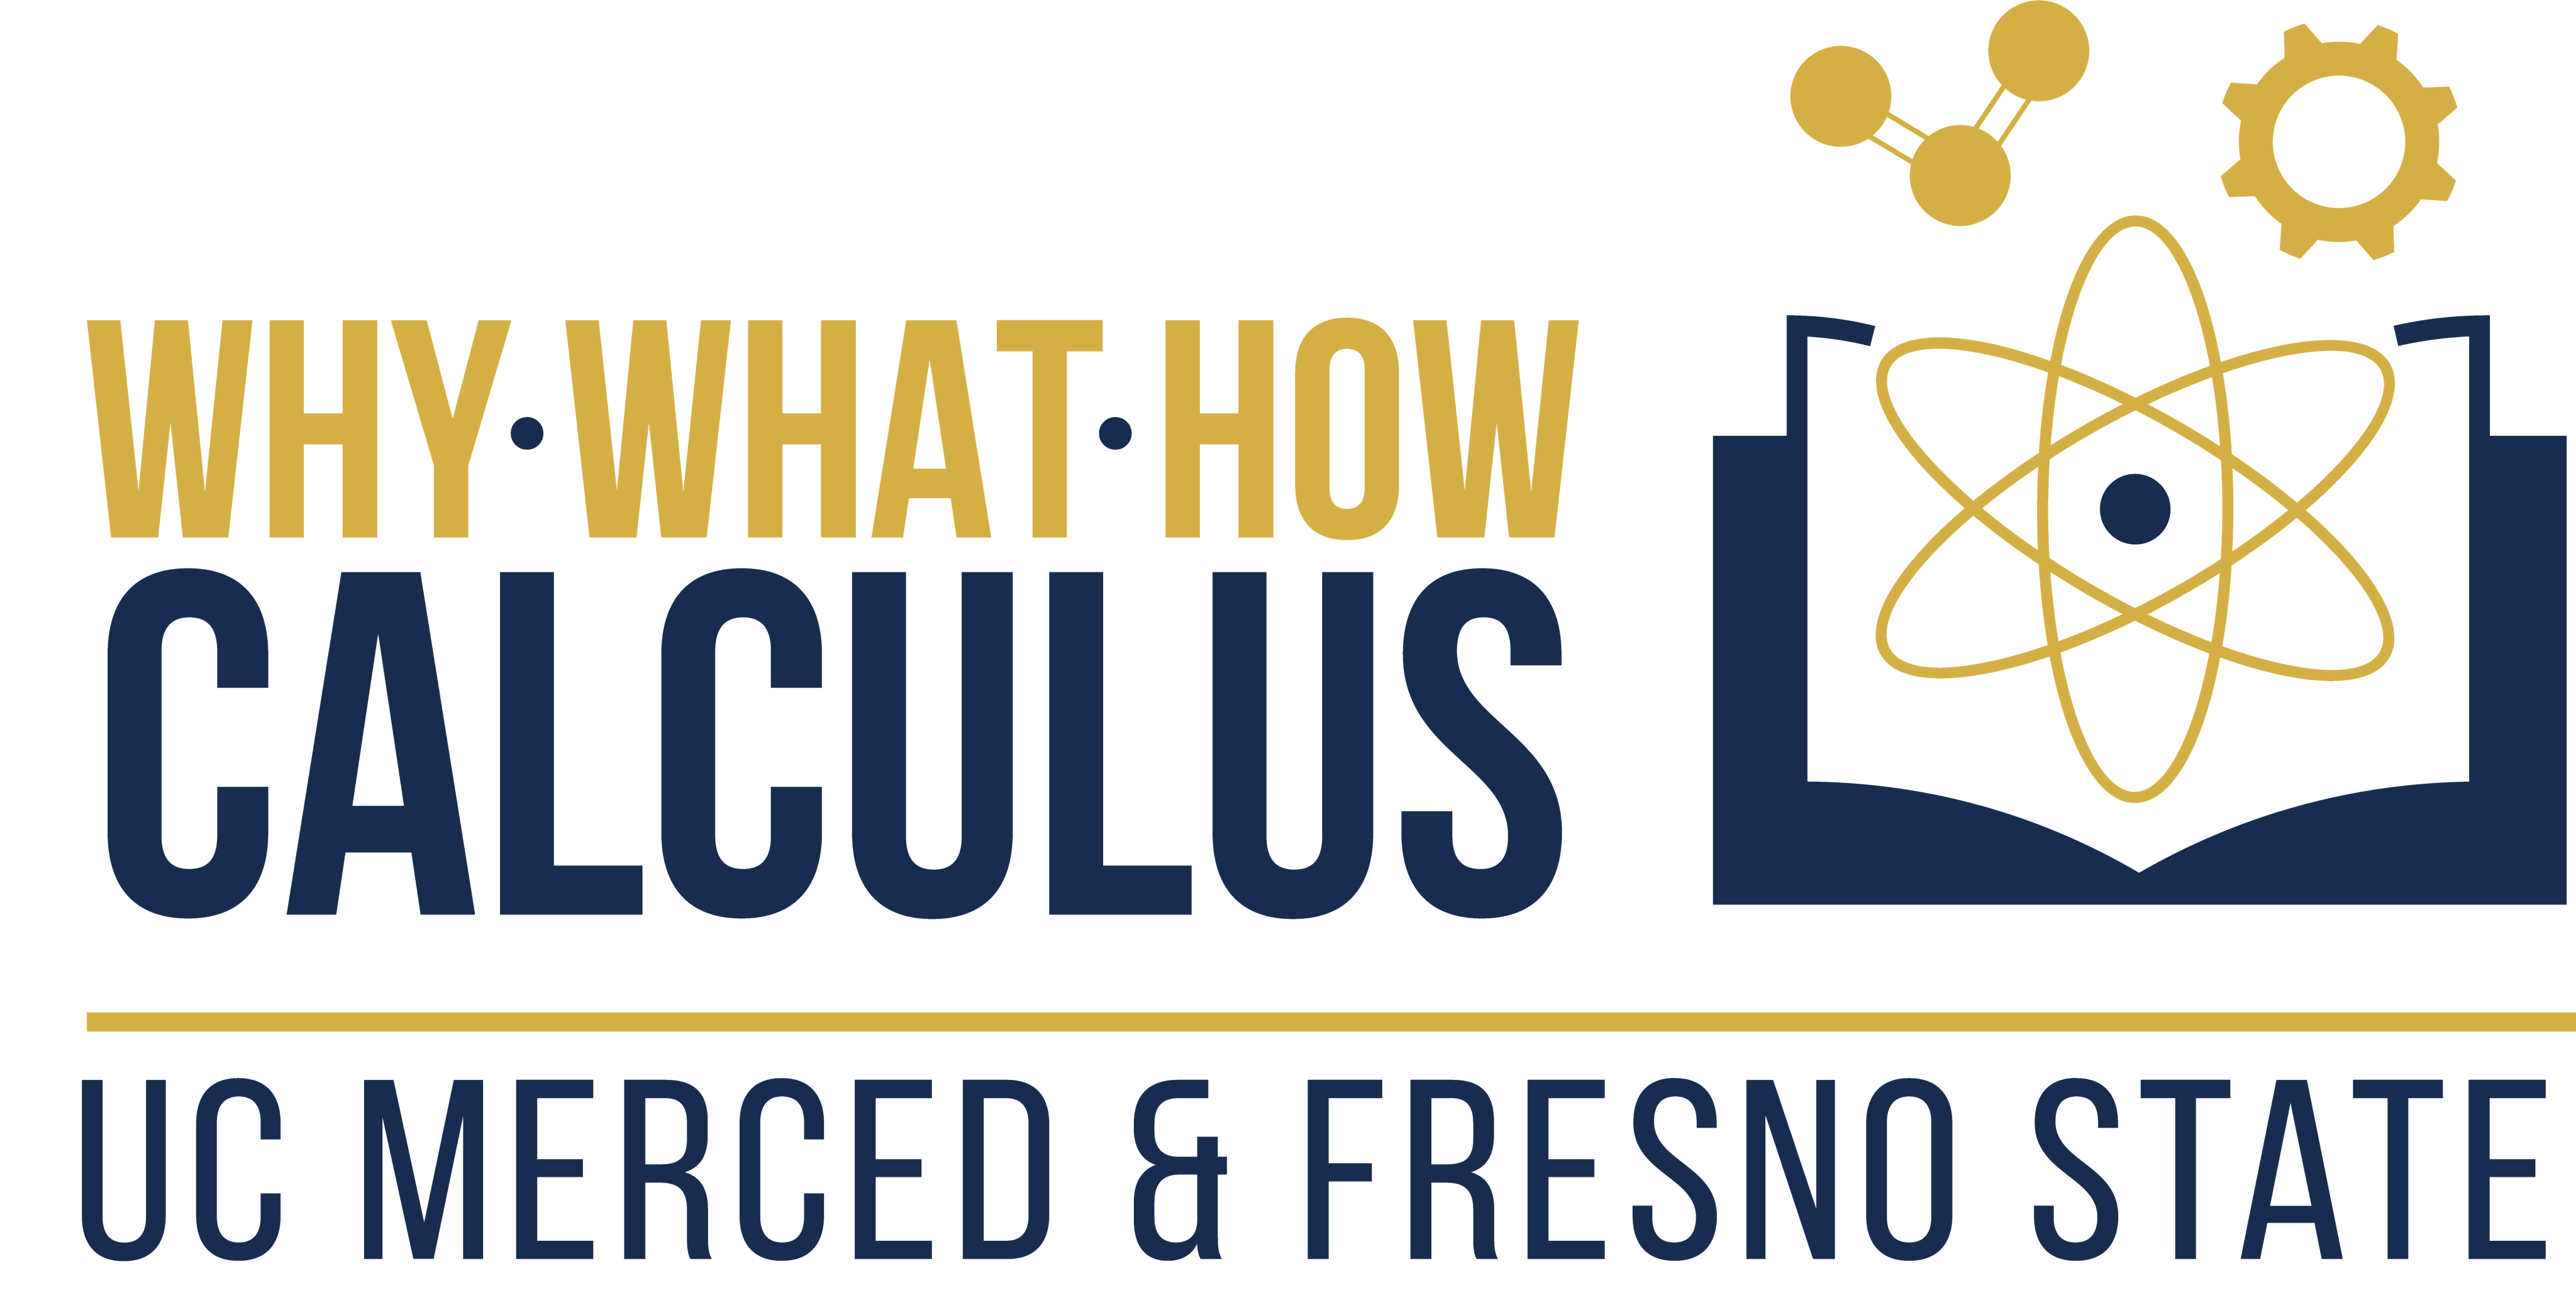 WHY·WHAT·HOW
CALCULUS
UC MERCED & FRESNO STATE